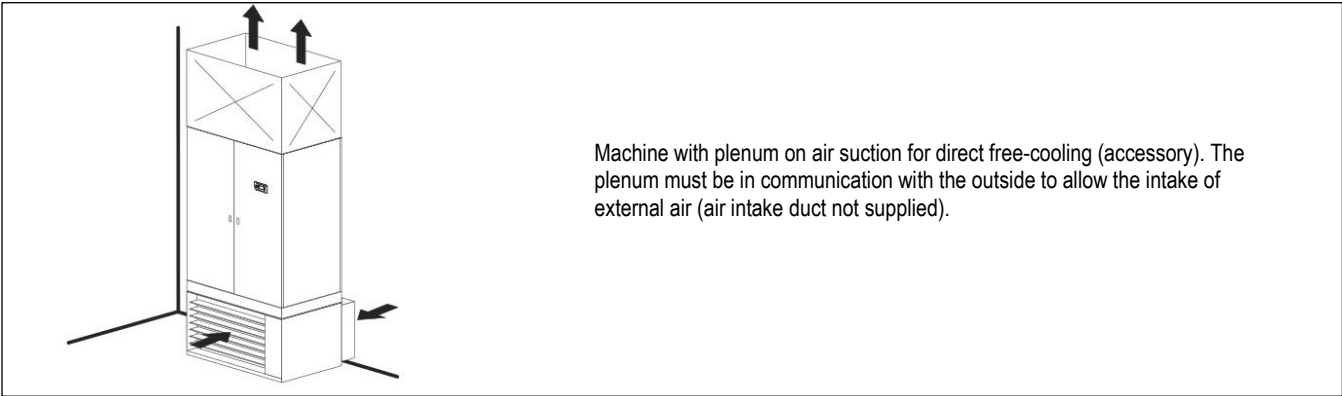 Machine with plenum on air suction for direct free-cooling (accessory). The
plenum must be in communication with the outside to allow the intake of
external air (air intake duct not supplied).